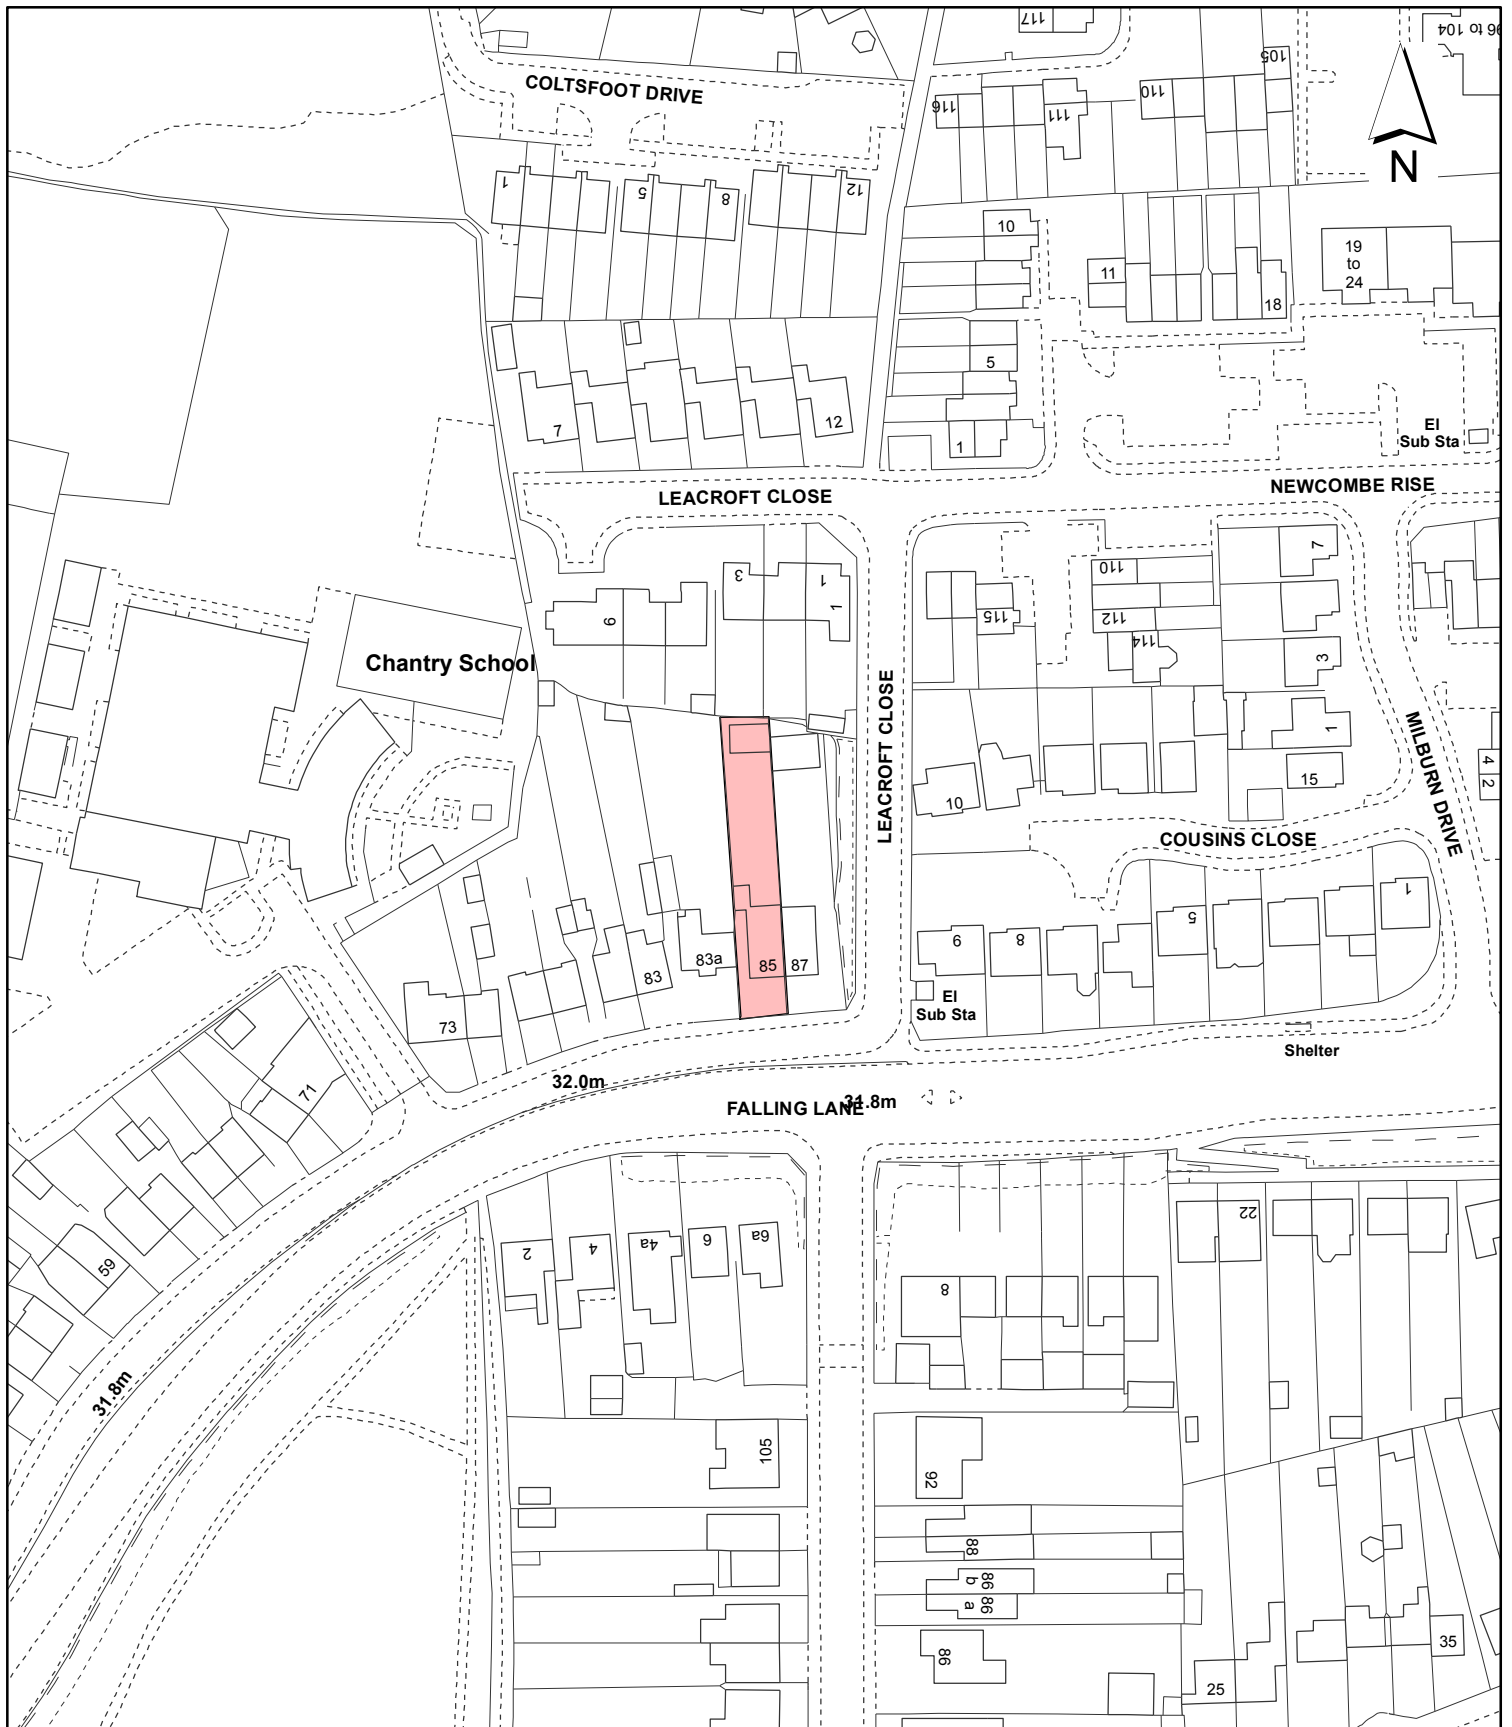 117
96 to 104
COLTSFOOT DRIVE
105
116
111
110
N
1
5
8
12
10
11
18
19
to
24
5
7
12
1
El
Sub Sta
LEACROFT CLOSE
NEWCOMBE RISE
6
3
1
1
115
110
112
114
7
3
1
Chantry School
LEACROFT CLOSE
MILBURN DRIVE
10
15
4
2
COUSINS CLOSE
73
83
83a
85
87
9
8
5
1
El
Sub Sta
Shelter
71
32.0m
FALLING LANE
31.8m
59
31.8m
2
4
4a
6
6a
8
22
105
92
88
86
b
86
a
86
25
35